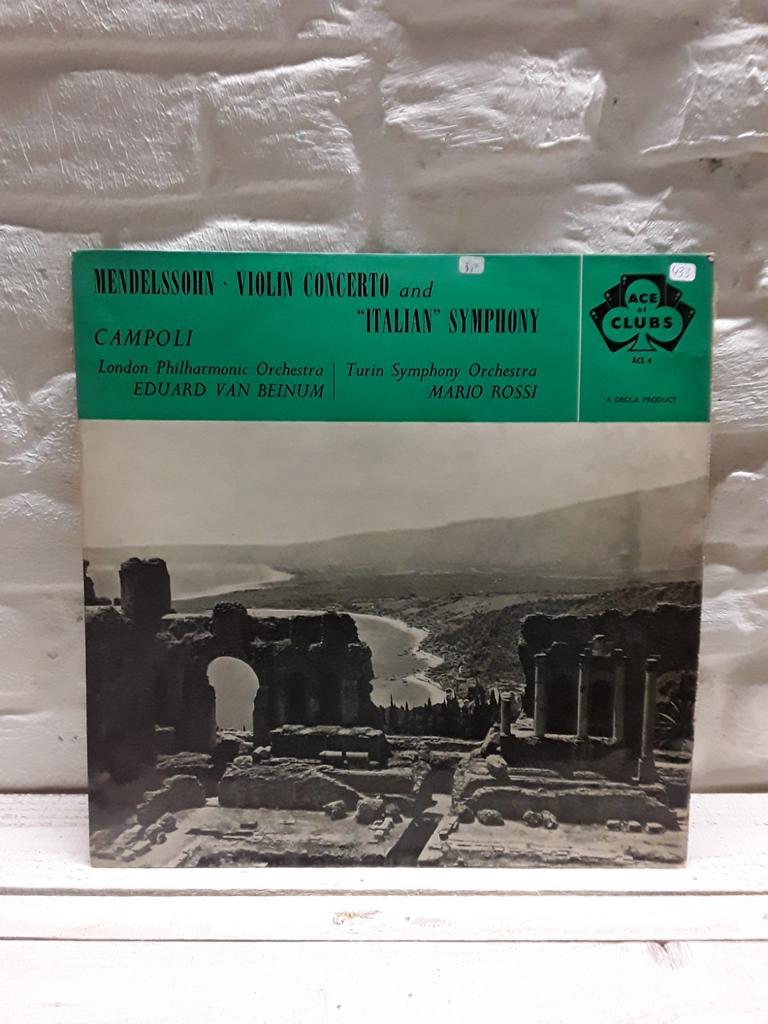 MENDELSSOHN · VIOLIN CONCERTO and
"ITALIAN" SYMPHONY
CAMPOLI
London Philharmonic Orchestra
EDUARD VAN BEINUM
Turin Symphony Orchestra
MARIO ROSSI
433
ACE
of
CLUBS
ACL 4
A DECCA PRODUCT